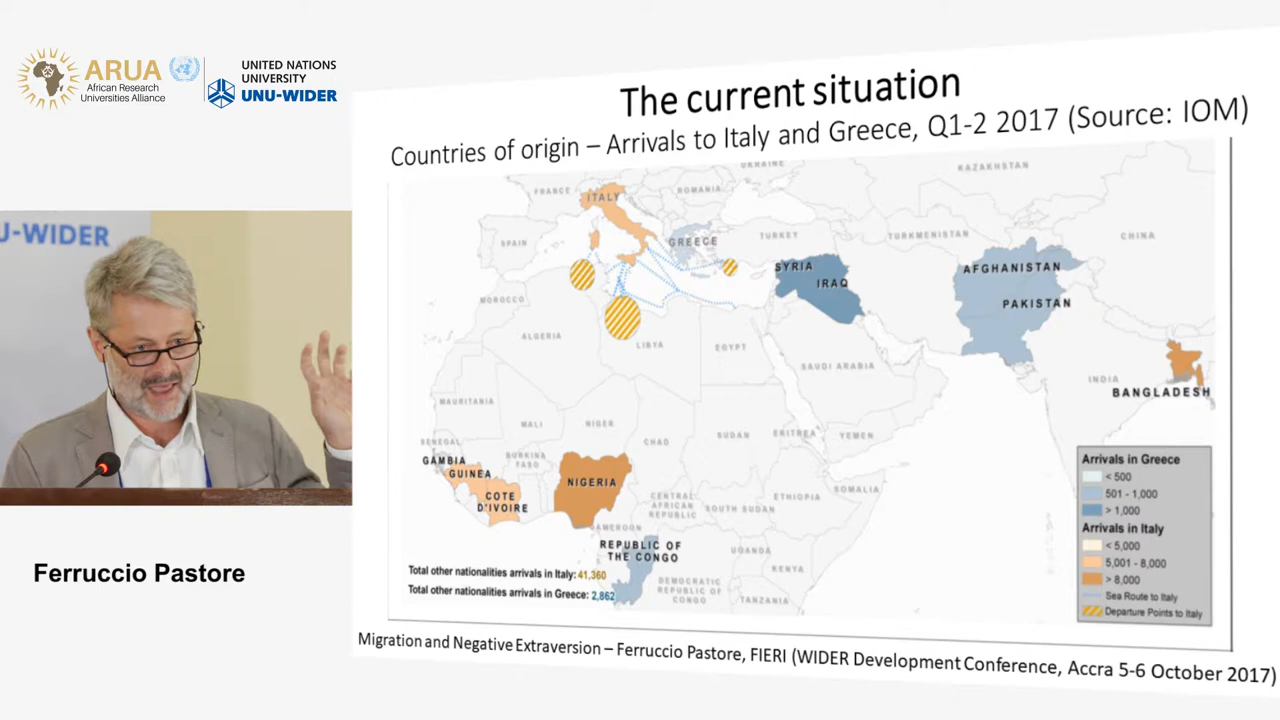 ARUA
African Research
Universities Alliance
UNITED NATIONS
UNIVERSITY
UNU-WIDER
The current situation
Countries of origin – Arrivals to Italy and Greece, Q1-2 2017 (Source: IOM)
U-WIDER
Ferruccio Pastore
UKRAINE
KAZAKHSTAN
FRANCE
ROMANIA
ITALY
SPAIN
GREECE
TURKEY
TURKMENISTAN
CHINA
SYRIA
IRAQ
AFGHANISTAN
PAKISTAN
MOROCCO
ALGERIA
LIBYA
EGYPT
SAUDI ARABIA
INDIA
BANGLADESH
MAURITANIA
MALI
NIGER
CHAD
SUDAN
ERITREA
YEMEN
SENEGAL
GAMBIA
GUINEA
BURKINA
FASO
COTE
D'IVOIRE
NIGERIA
CENTRAL
AFRICAN
REPUBLIC
SOUTH SUDAN
ETHIOPIA
SOMALIA
CAMEROON
REPUBLIC OF
THE CONGO
UGANDA
KENYA
DEMOCRATIC
REPUBLIC OF
CONGO
TANZANIA
Total other nationalities arrivals in Italy: 41,360
Total other nationalities arrivals in Greece: 2,862
Arrivals in Greece
< 500
501 - 1,000
> 1,000
Arrivals in Italy
< 5,000
5,001 - 8,000
> 8,000
Sea Route to Italy
Departure Points to Italy
Migration and Negative Extraversion – Ferruccio Pastore, FIERI (WIDER Development Conference, Accra 5-6 October 2017)